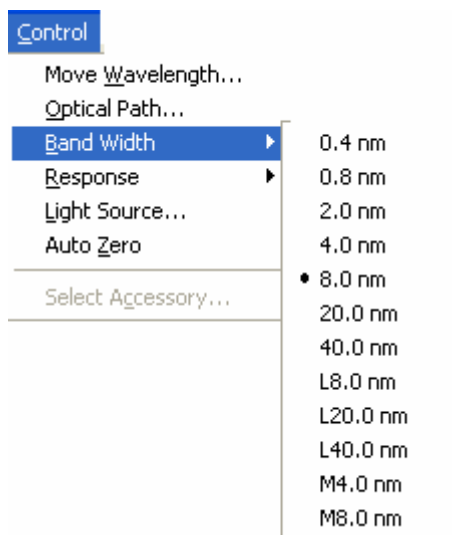 Control
Move Wavelength...
Optical Path...
Band Width
Response
Light Source...
Auto Zero
Select Accessory...
0.4 nm
0.8 nm
2.0 nm
4.0 nm
8.0 nm
20.0 nm
40.0 nm
L8.0 nm
L20.0 nm
L40.0 nm
M4.0 nm
M8.0 nm